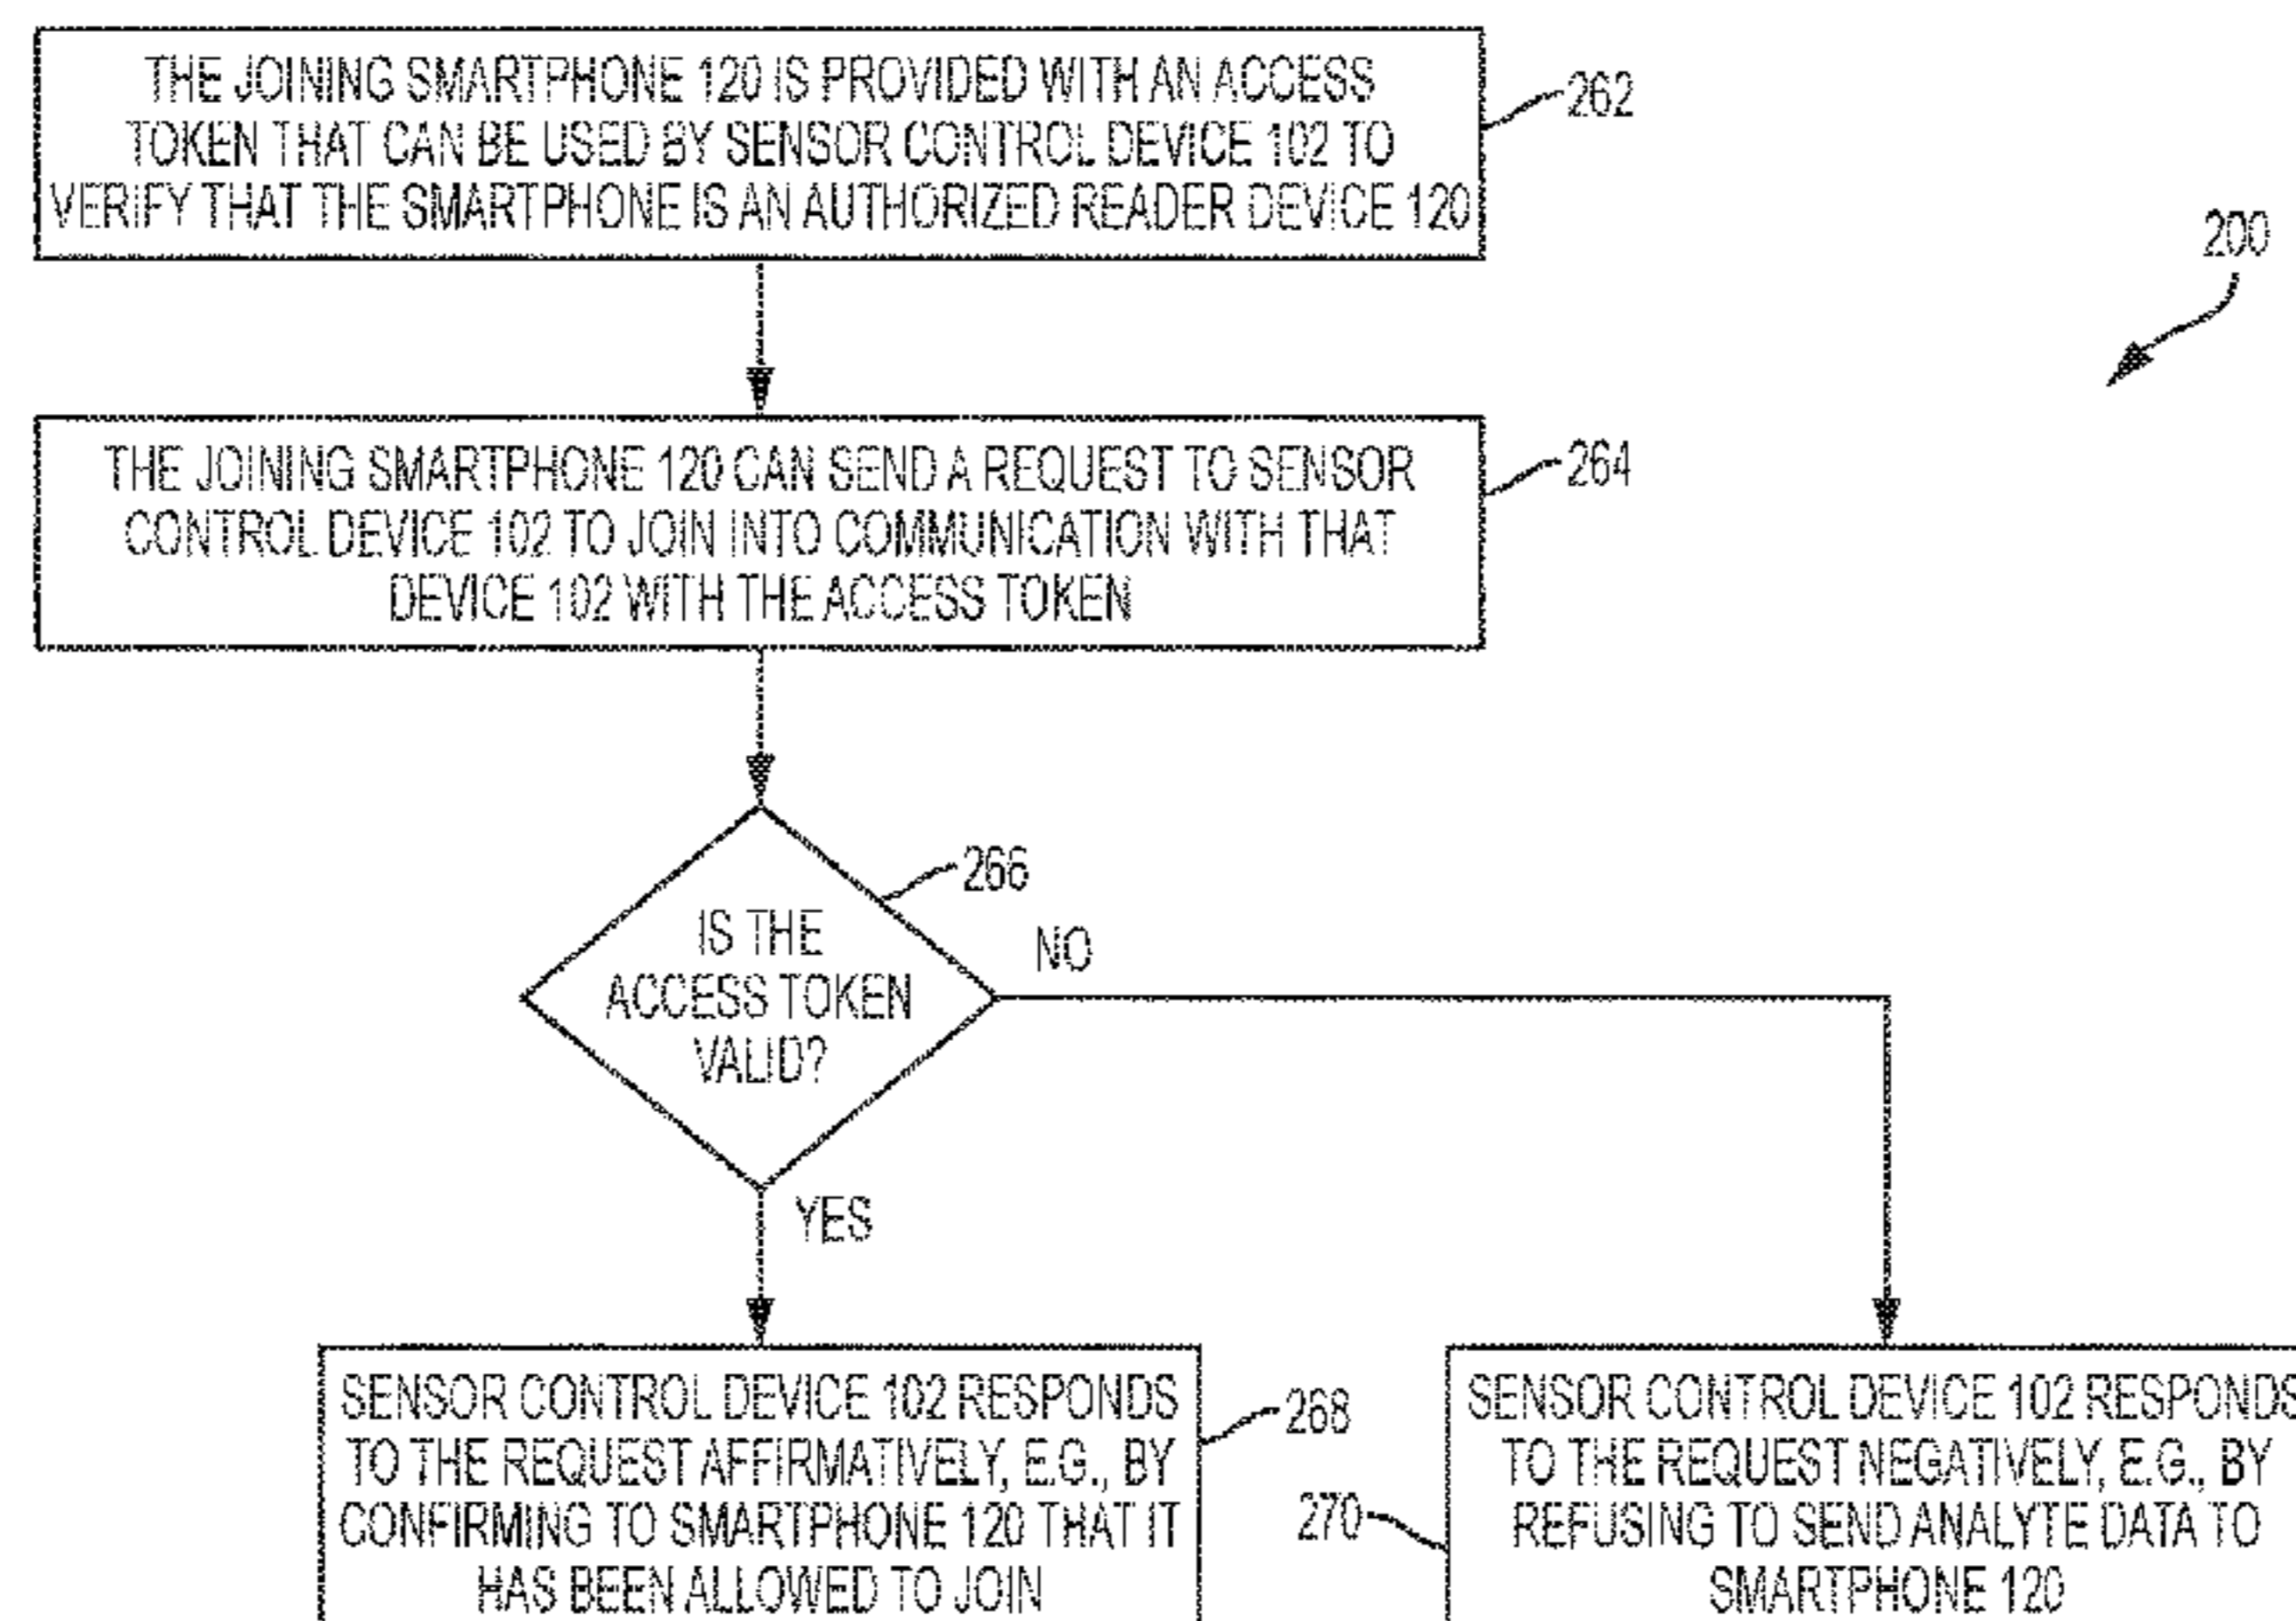 THE JOINING SMARTPHONE 120 IS PROVIDED WITH AN ACCESS
TOKEN THAT CAN BE USED BY SENSOR CONTROL DEVICE 102 TO
VERIFY THAT THE SMARTPHONE IS AN AUTHORIZED READER DEVICE 120
262
200
THE JOINING SMARTPHONE 120 CAN SEND A REQUEST TO SENSOR
CONTROL DEVICE 102 TO JOIN INTO COMMUNICATION WITH THAT
DEVICE 102 WITH THE ACCESS TOKEN
264
266
IS THE
ACCESS TOKEN
VALID?
NO
YES
SENSOR CONTROL DEVICE 102 RESPONDS
TO THE REQUEST AFFIRMATIVELY, E.G., BY
CONFIRMING TO SMARTPHONE 120 THAT IT
HAS BEEN ALLOWED TO JOIN
268
270
SENSOR CONTROL DEVICE 102 RESPONDS
TO THE REQUEST NEGATIVELY, E.G., BY
REFUSING TO SEND ANALYTE DATA TO
SMARTPHONE 120